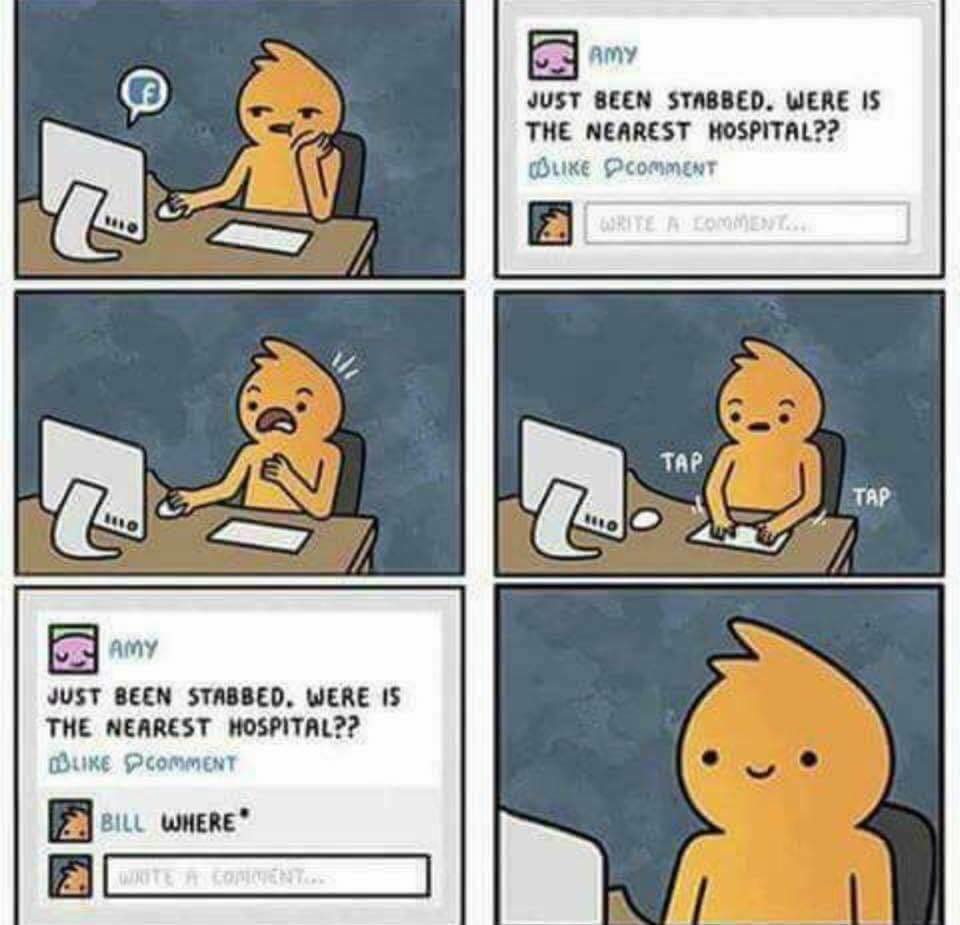 f
AMY
JUST BEEN STABBED. WERE IS
THE NEAREST HOSPITAL??
LIKE COMMENT
WRITE A COMMENT...
TAP
TAP
AMY
JUST BEEN STABBED. WERE IS
THE NEAREST HOSPITAL??
LIKE COMMENT
BILL WHERE*
WRITE A COMMENT...